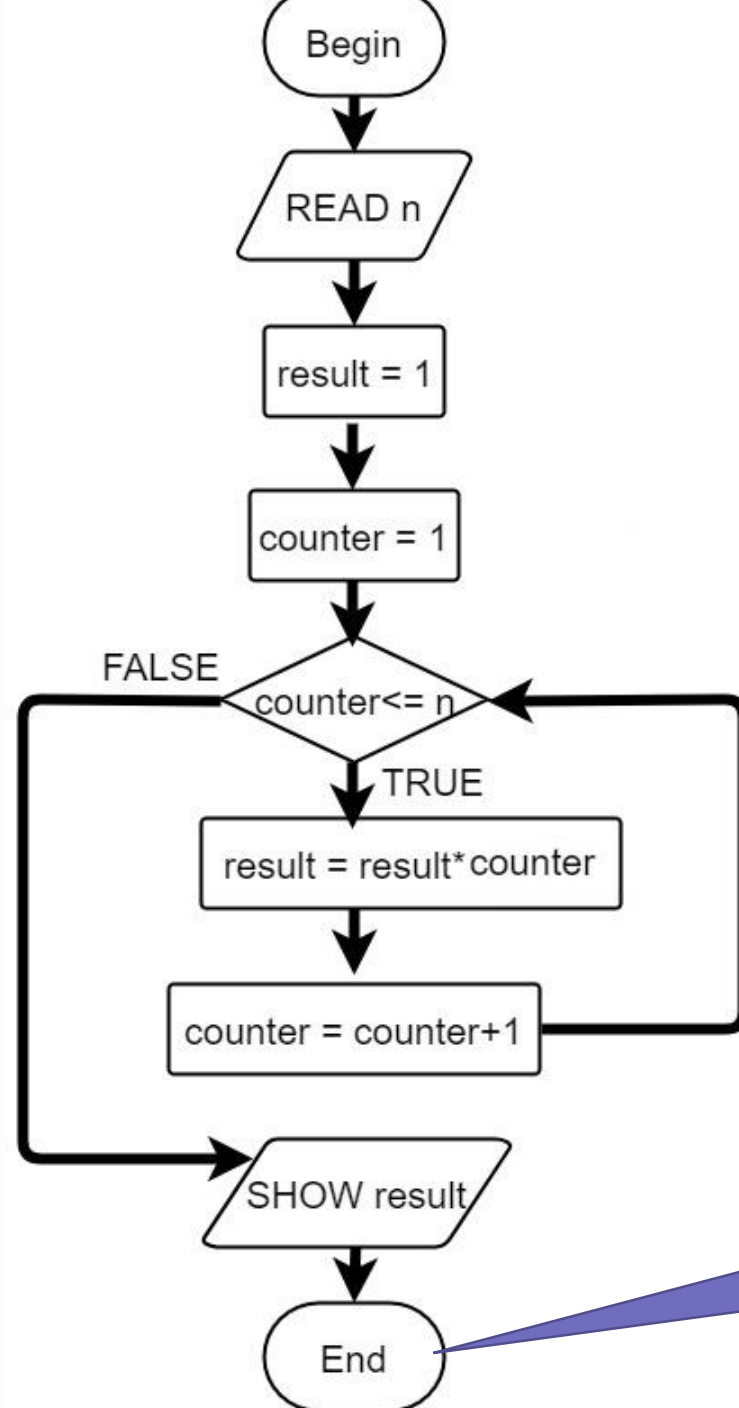 Begin
READ n
result = 1
counter = 1
FALSE
counter<= n
TRUE
result = result*counter
counter = counter+1
SHOW result
End